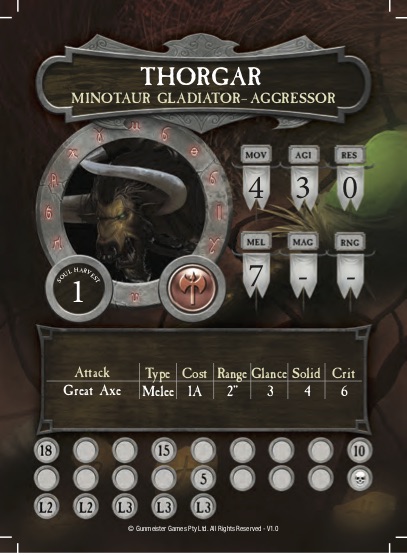 THORGAR
MINOTAUR GLADIATOR- AGGRESSOR
MOV AGI RES
4 3 0
MEL MAG RNG
7 - -
SOUL HARVEST
1
Attack Type Cost Range Glance Solid Crit
Great Axe Melee 1A 2" 3 4 6
18 15 10
5
L2 L2 L3 L3 L3
© Gunmeister Games Pty Ltd. All Rights Reserved - V1.0